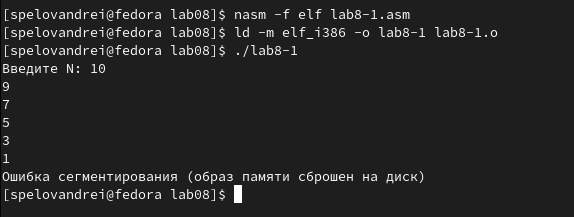 [spelovandrei@fedora lab08]$ nasm -f elf lab8-1.asm
[spelovandrei@fedora lab08]$ ld -m elf_i386 -o lab8-1 lab8-1.o
[spelovandrei@fedora lab08]$ ./lab8-1
Введите N: 10
9
7
5
3
1
Ошибка сегментирования (образ памяти сброшен на диск)
[spelovandrei@fedora lab08]$